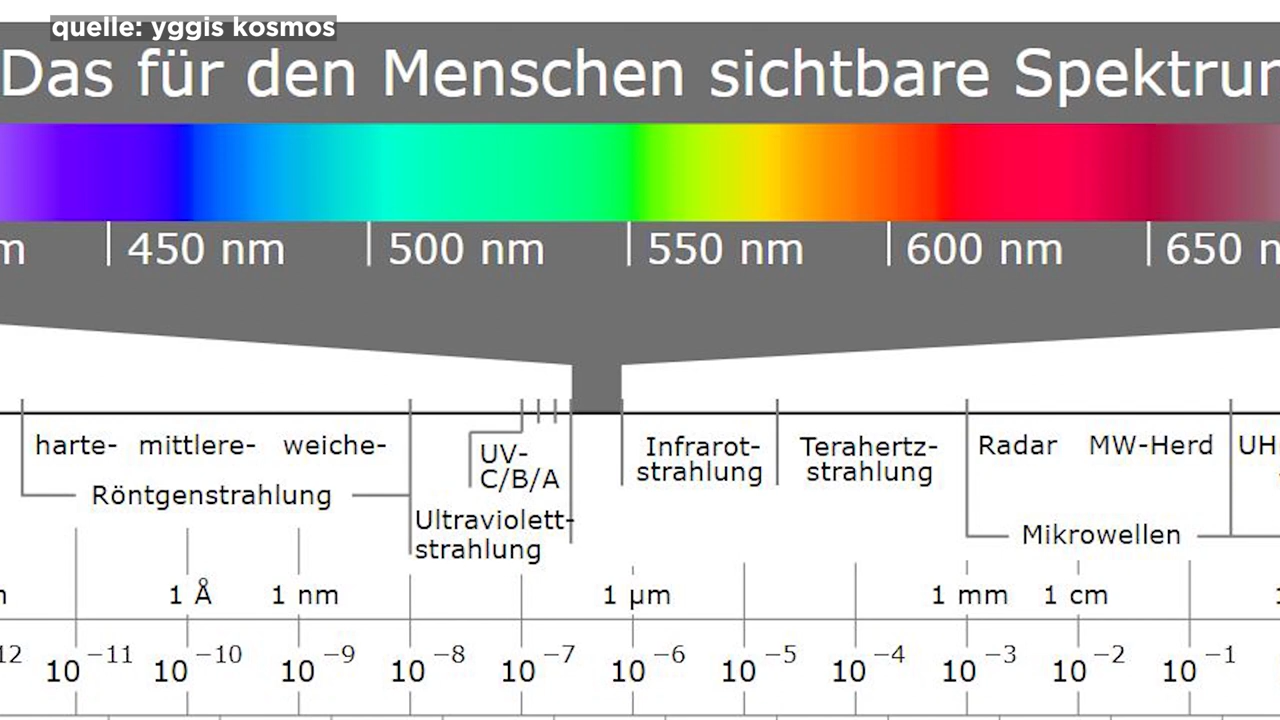 quelle: yggis kosmos
Das für den Menschen sichtbare Spektru
m 450 nm 500 nm 550 nm 600 nm 650 n
harte- mittlere- weiche- UV- Infrarot- Terahertz- Radar MW-Herd UH
C/B/A strahlung strahlung
Röntgenstrahlung
Ultraviolett-
strahlung Mikrowellen
1 Å 1 nm 1 µm 1 mm 1 cm
12 10⁻¹¹ 10⁻¹⁰ 10⁻⁹ 10⁻⁸ 10⁻⁷ 10⁻⁶ 10⁻⁵ 10⁻⁴ 10⁻³ 10⁻² 10⁻¹